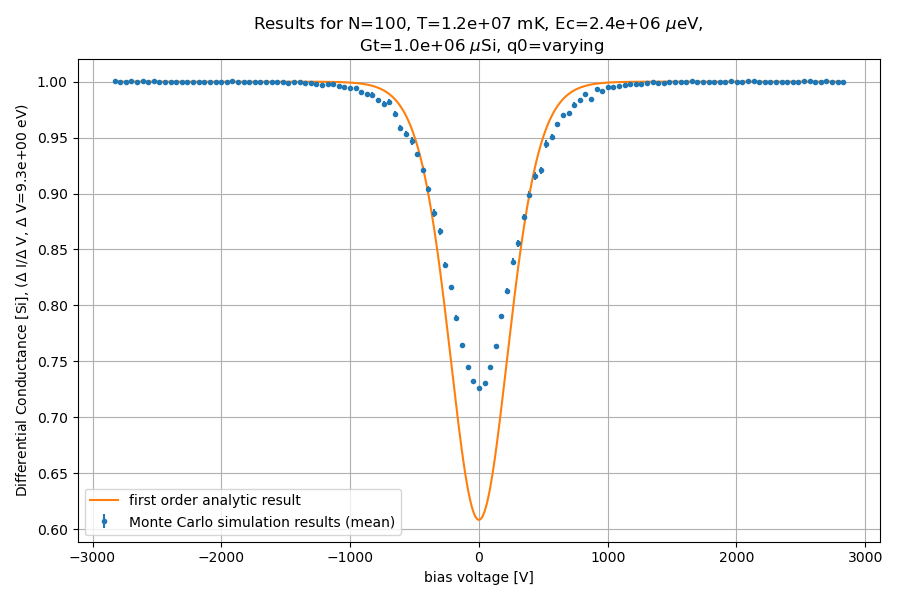 Results for N=100, T=1.2e+07 mK, Ec=2.4e+06 μeV,
Gt=1.0e+06 μSi, q0=varying
Differential Conductance [Si], (Δ I/Δ V, Δ V=9.3e+00 eV)
1.00
0.95
0.90
0.85
0.80
0.75
0.70
0.65
0.60
first order analytic result
Monte Carlo simulation results (mean)
−3000 −2000 −1000 0 1000 2000 3000
bias voltage [V]